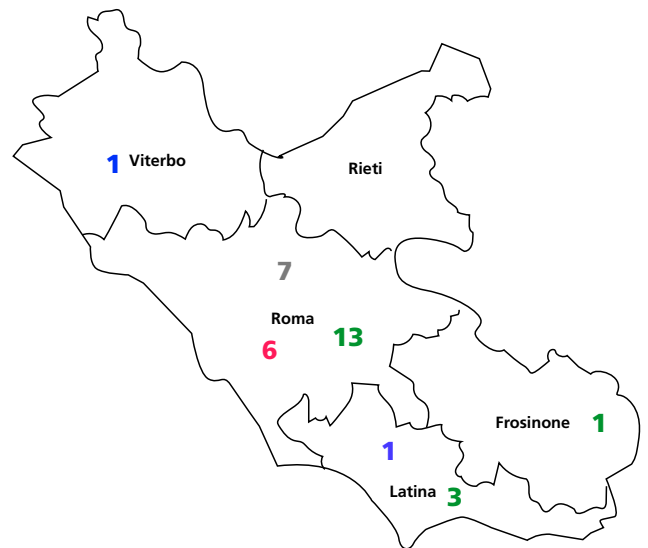 1 Viterbo
Rieti
7
Roma
6 13
Frosinone 1
1
Latina 3